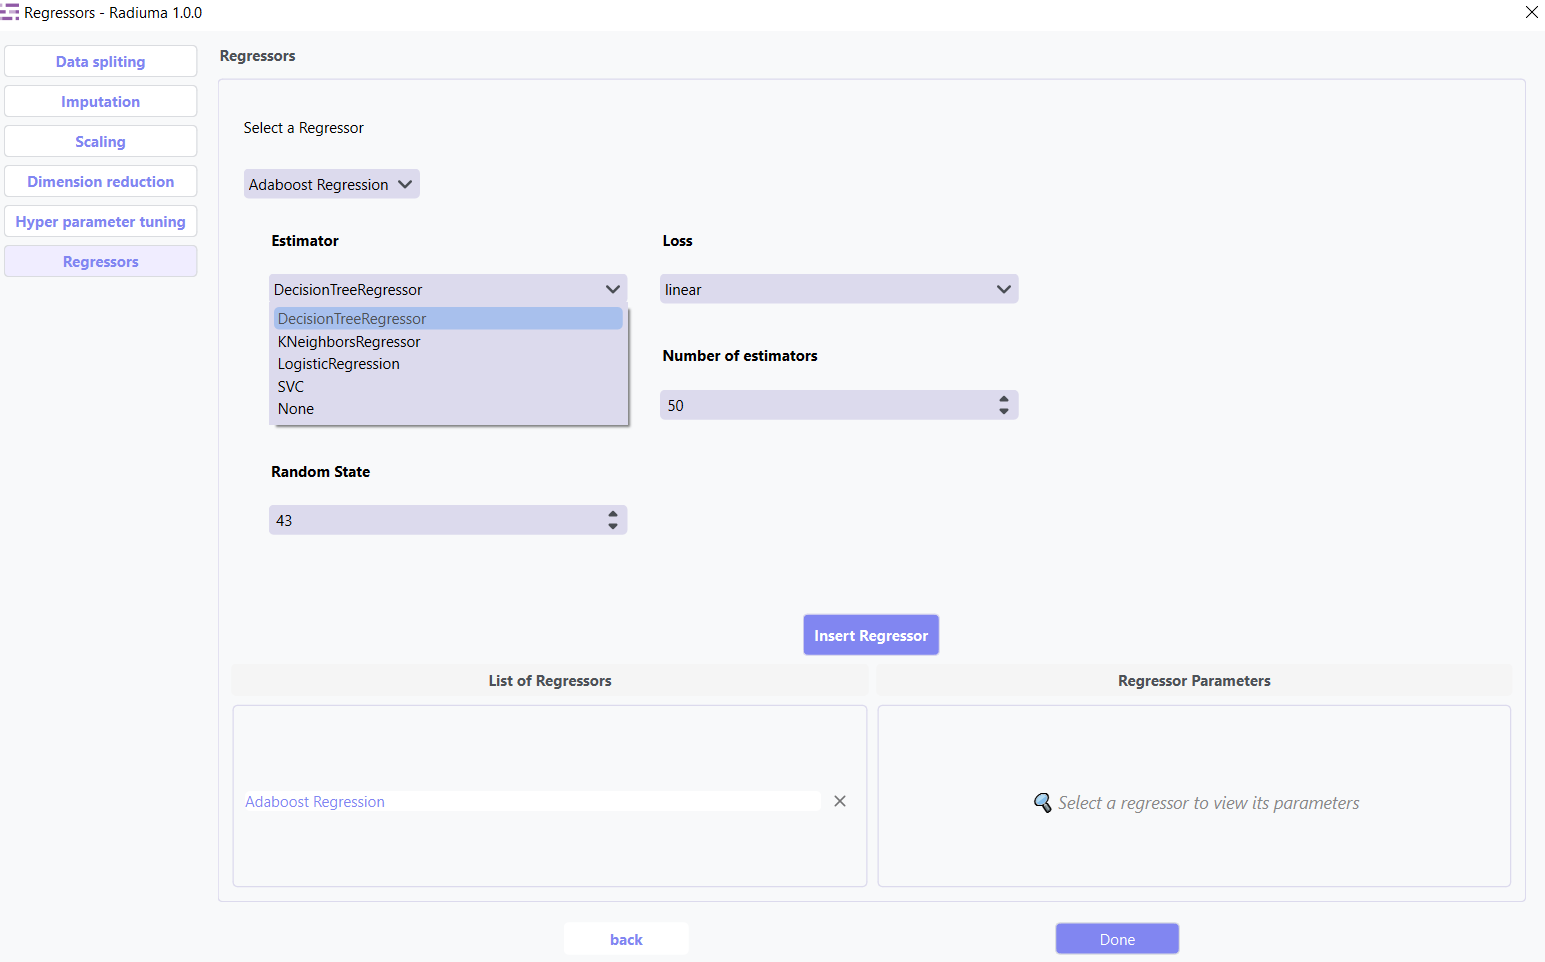 Regressors - Radiuma 1.0.0
Data spliting
Imputation
Scaling
Dimension reduction
Hyper parameter tuning
Regressors
Regressors
Select a Regressor
Adaboost Regression
Estimator
DecisionTreeRegressor
DecisionTreeRegressor
KNeighborsRegressor
LogisticRegression
SVC
None
Loss
linear
Number of estimators
50
Random State
43
Insert Regressor
List of Regressors
Adaboost Regression
Regressor Parameters
Select a regressor to view its parameters
back
Done